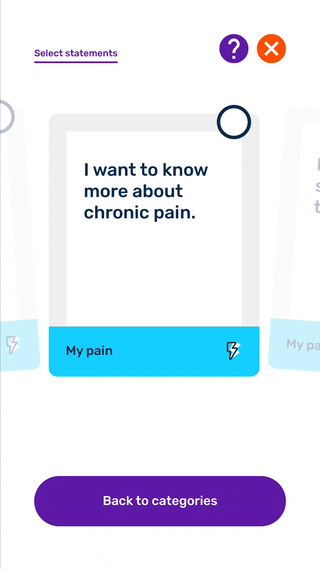 Select statements
?
I want to know
more about
chronic pain.
My pain
My pa
Back to categories